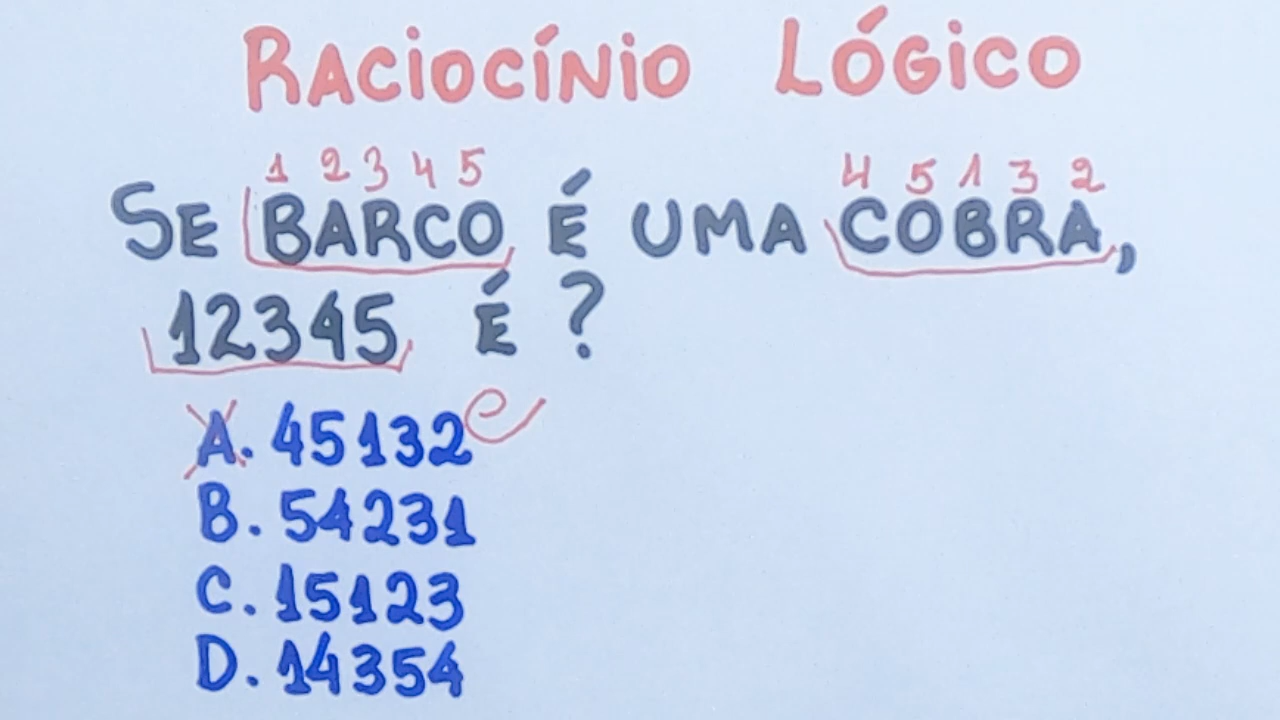 RACIOCÍNIO LÓGICO
1 2 3 4 5 4 5 1 3 2
SE BARCO É UMA COBRA,
12345 É ?
A. 45132
B. 54231
C. 15123
D. 14354